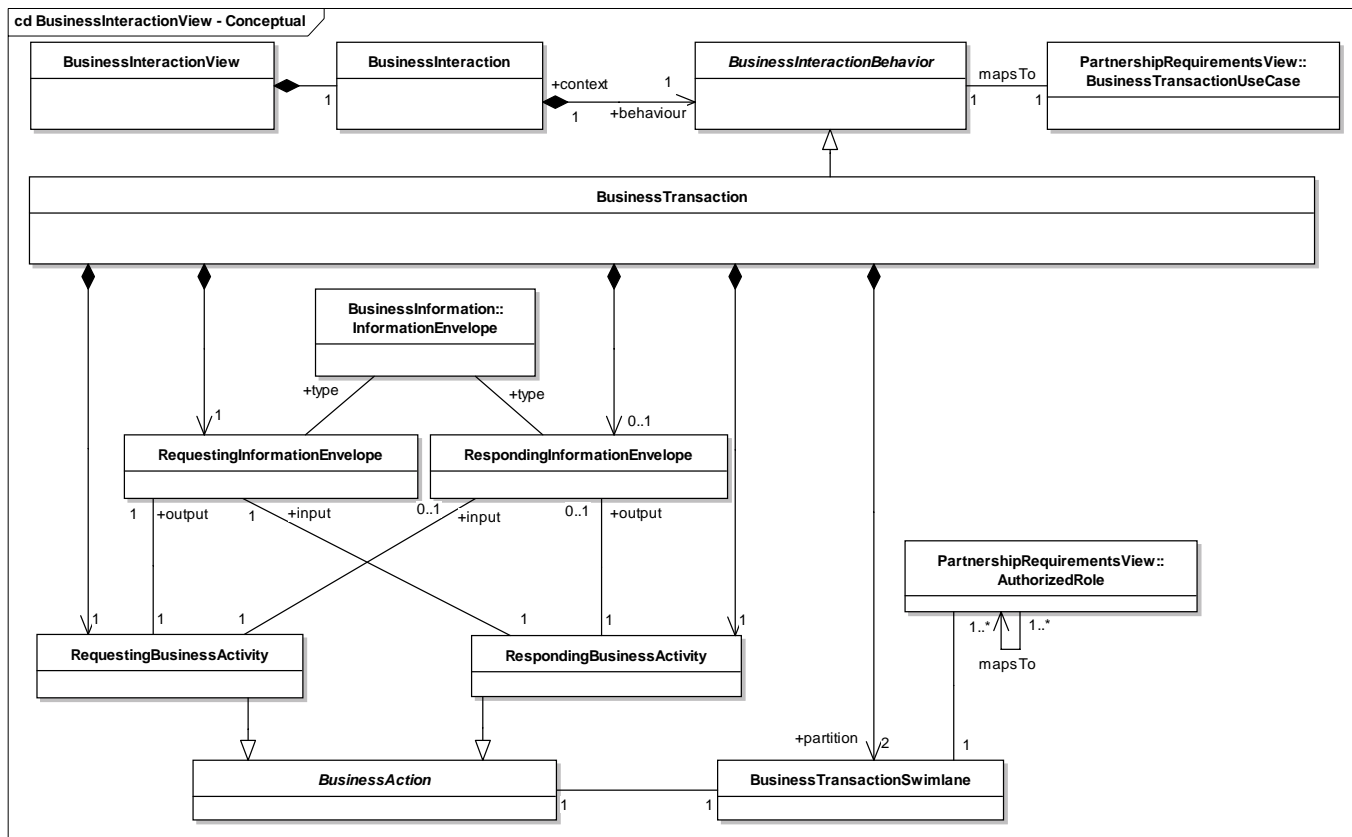 cd BusinessInteractionView - Conceptual
BusinessInteractionView
BusinessInteraction
BusinessInteractionBehavior
PartnershipRequirementsView::
BusinessTransactionUseCase
+context
1
mapsTo
1
1
+behaviour
1
1
BusinessTransaction
BusinessInformation::
InformationEnvelope
+type
+type
1
0..1
RequestingInformationEnvelope
RespondingInformationEnvelope
1
+output
1
+input
0..1
+input
0..1
+output
PartnershipRequirementsView::
AuthorizedRole
1
1
1
1
1
1
1..*
1..*
mapsTo
RequestingBusinessActivity
RespondingBusinessActivity
+partition
2
1
BusinessAction
BusinessTransactionSwimlane
1
1